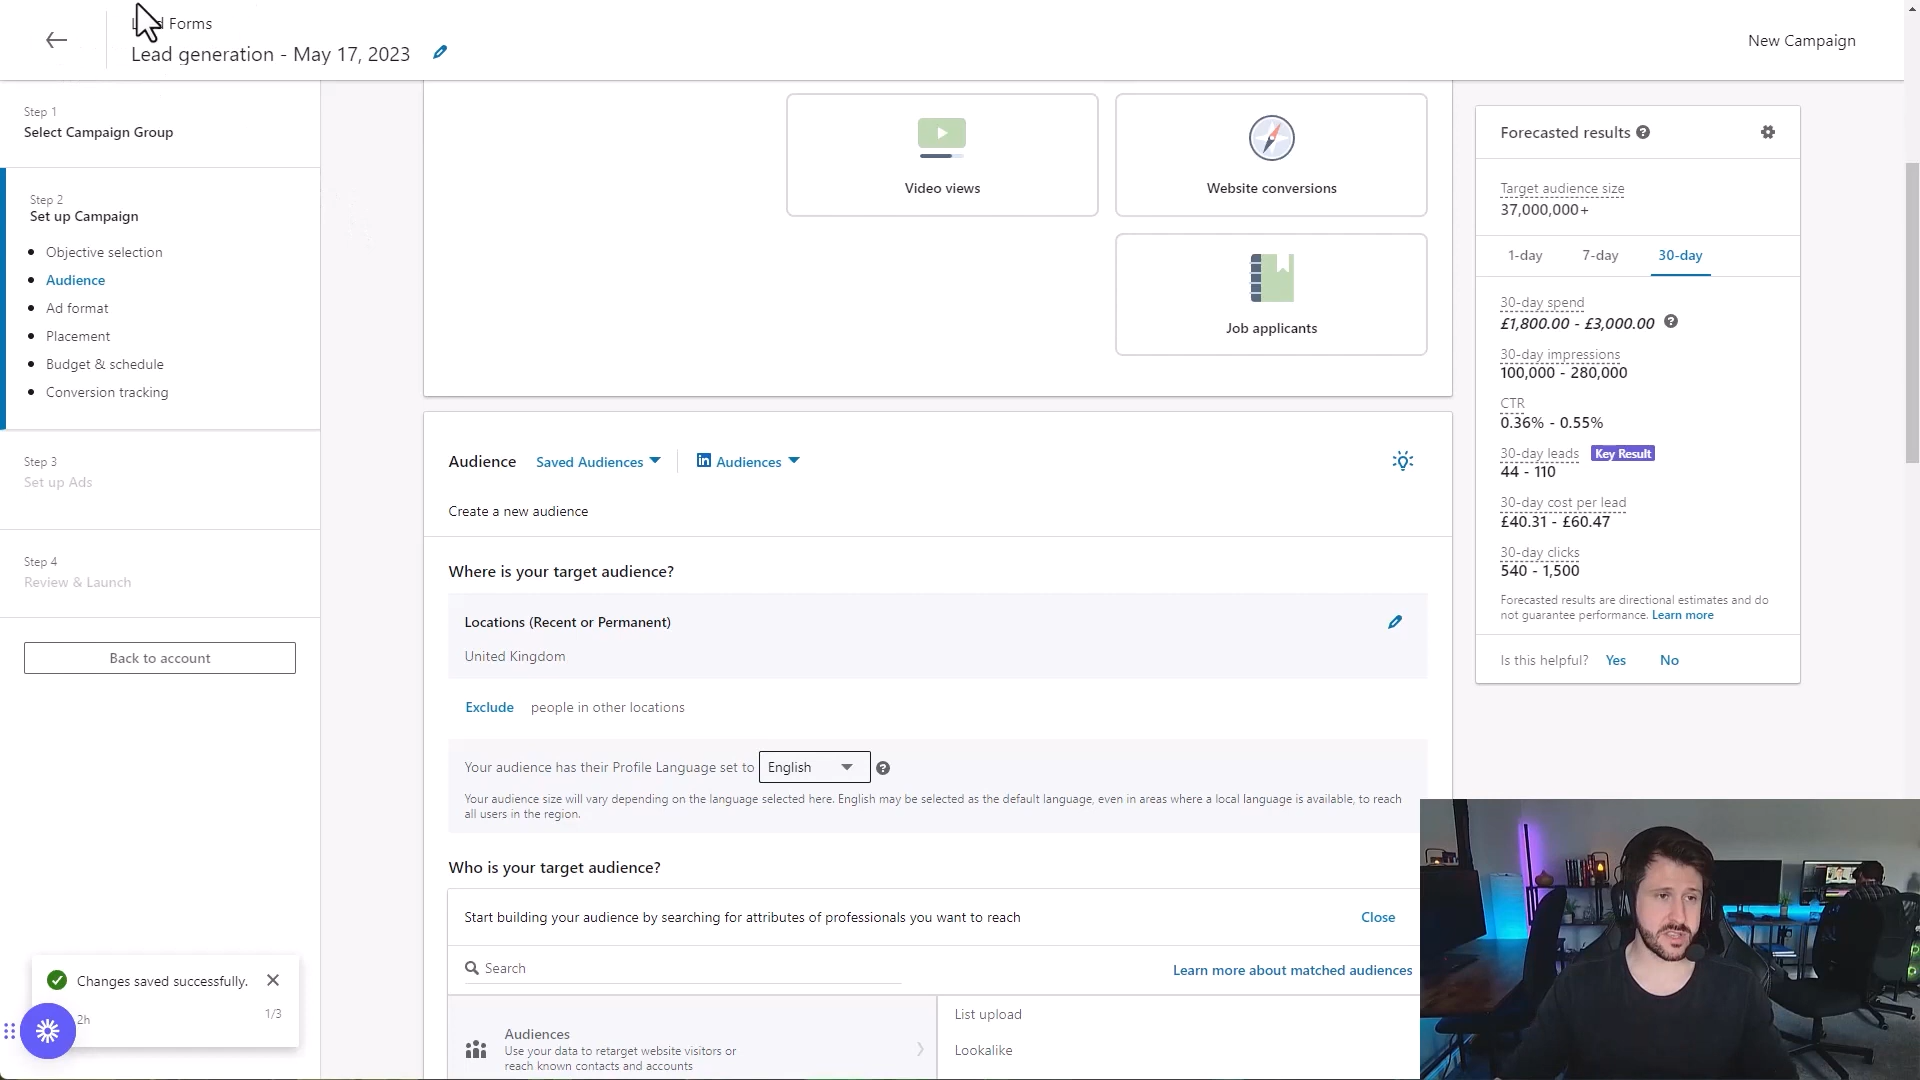 Forms
Lead generation - May 17, 2023
New Campaign
Step 1
Select Campaign Group
Step 2
Set up Campaign
Objective selection
Audience
Ad format
Placement
Budget & schedule
Conversion tracking
Step 3
Set up Ads
Step 4
Review & Launch
Back to account
Changes saved successfully.
2h
1/3
Video views
Website conversions
Job applicants
Audience
Saved Audiences
in Audiences
Create a new audience
Where is your target audience?
Locations (Recent or Permanent)
United Kingdom
Exclude people in other locations
Your audience has their Profile Language set to English ?
Your audience size will vary depending on the language selected here. English may be selected as the default language, even in areas where a local language is available, to reach
all users in the region.
Who is your target audience?
Start building your audience by searching for attributes of professionals you want to reach
Close
Search
Learn more about matched audiences
Audiences
Use your data to retarget website visitors or
reach known contacts and accounts
List upload
Lookalike
Forecasted results ?
Target audience size
37,000,000+
1-day 7-day 30-day
30-day spend
£1,800.00 - £3,000.00 ?
30-day impressions
100,000 - 280,000
CTR
0.36% - 0.55%
30-day leads Key Result
44 - 110
30-day cost per lead
£40.31 - £60.47
30-day clicks
540 - 1,500
Forecasted results are directional estimates and do
not guarantee performance. Learn more
Is this helpful? Yes No